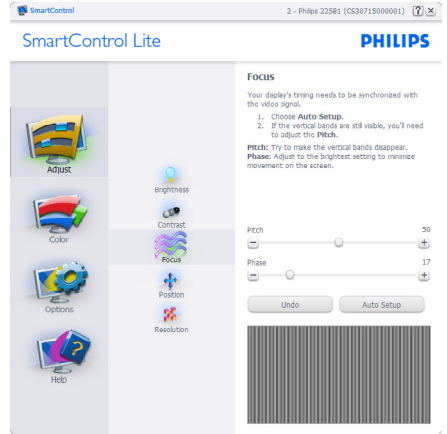 SmartControl
2 - Philips 225B1 (CS3071S000001)
SmartControl Lite
PHILIPS
Adjust
Color
Options
Help
Brightness
Contrast
Focus
Position
Resolution
Focus
Your display's timing needs to be synchronized with
the video signal.
1. Choose Auto Setup.
2. If the vertical bands are still visible, you'll need
to adjust the Pitch.
Pitch: Try to make the vertical bands disappear.
Phase: Adjust to the brightest setting to minimize
movement on the screen.
Pitch 50
Phase 17
Undo Auto Setup